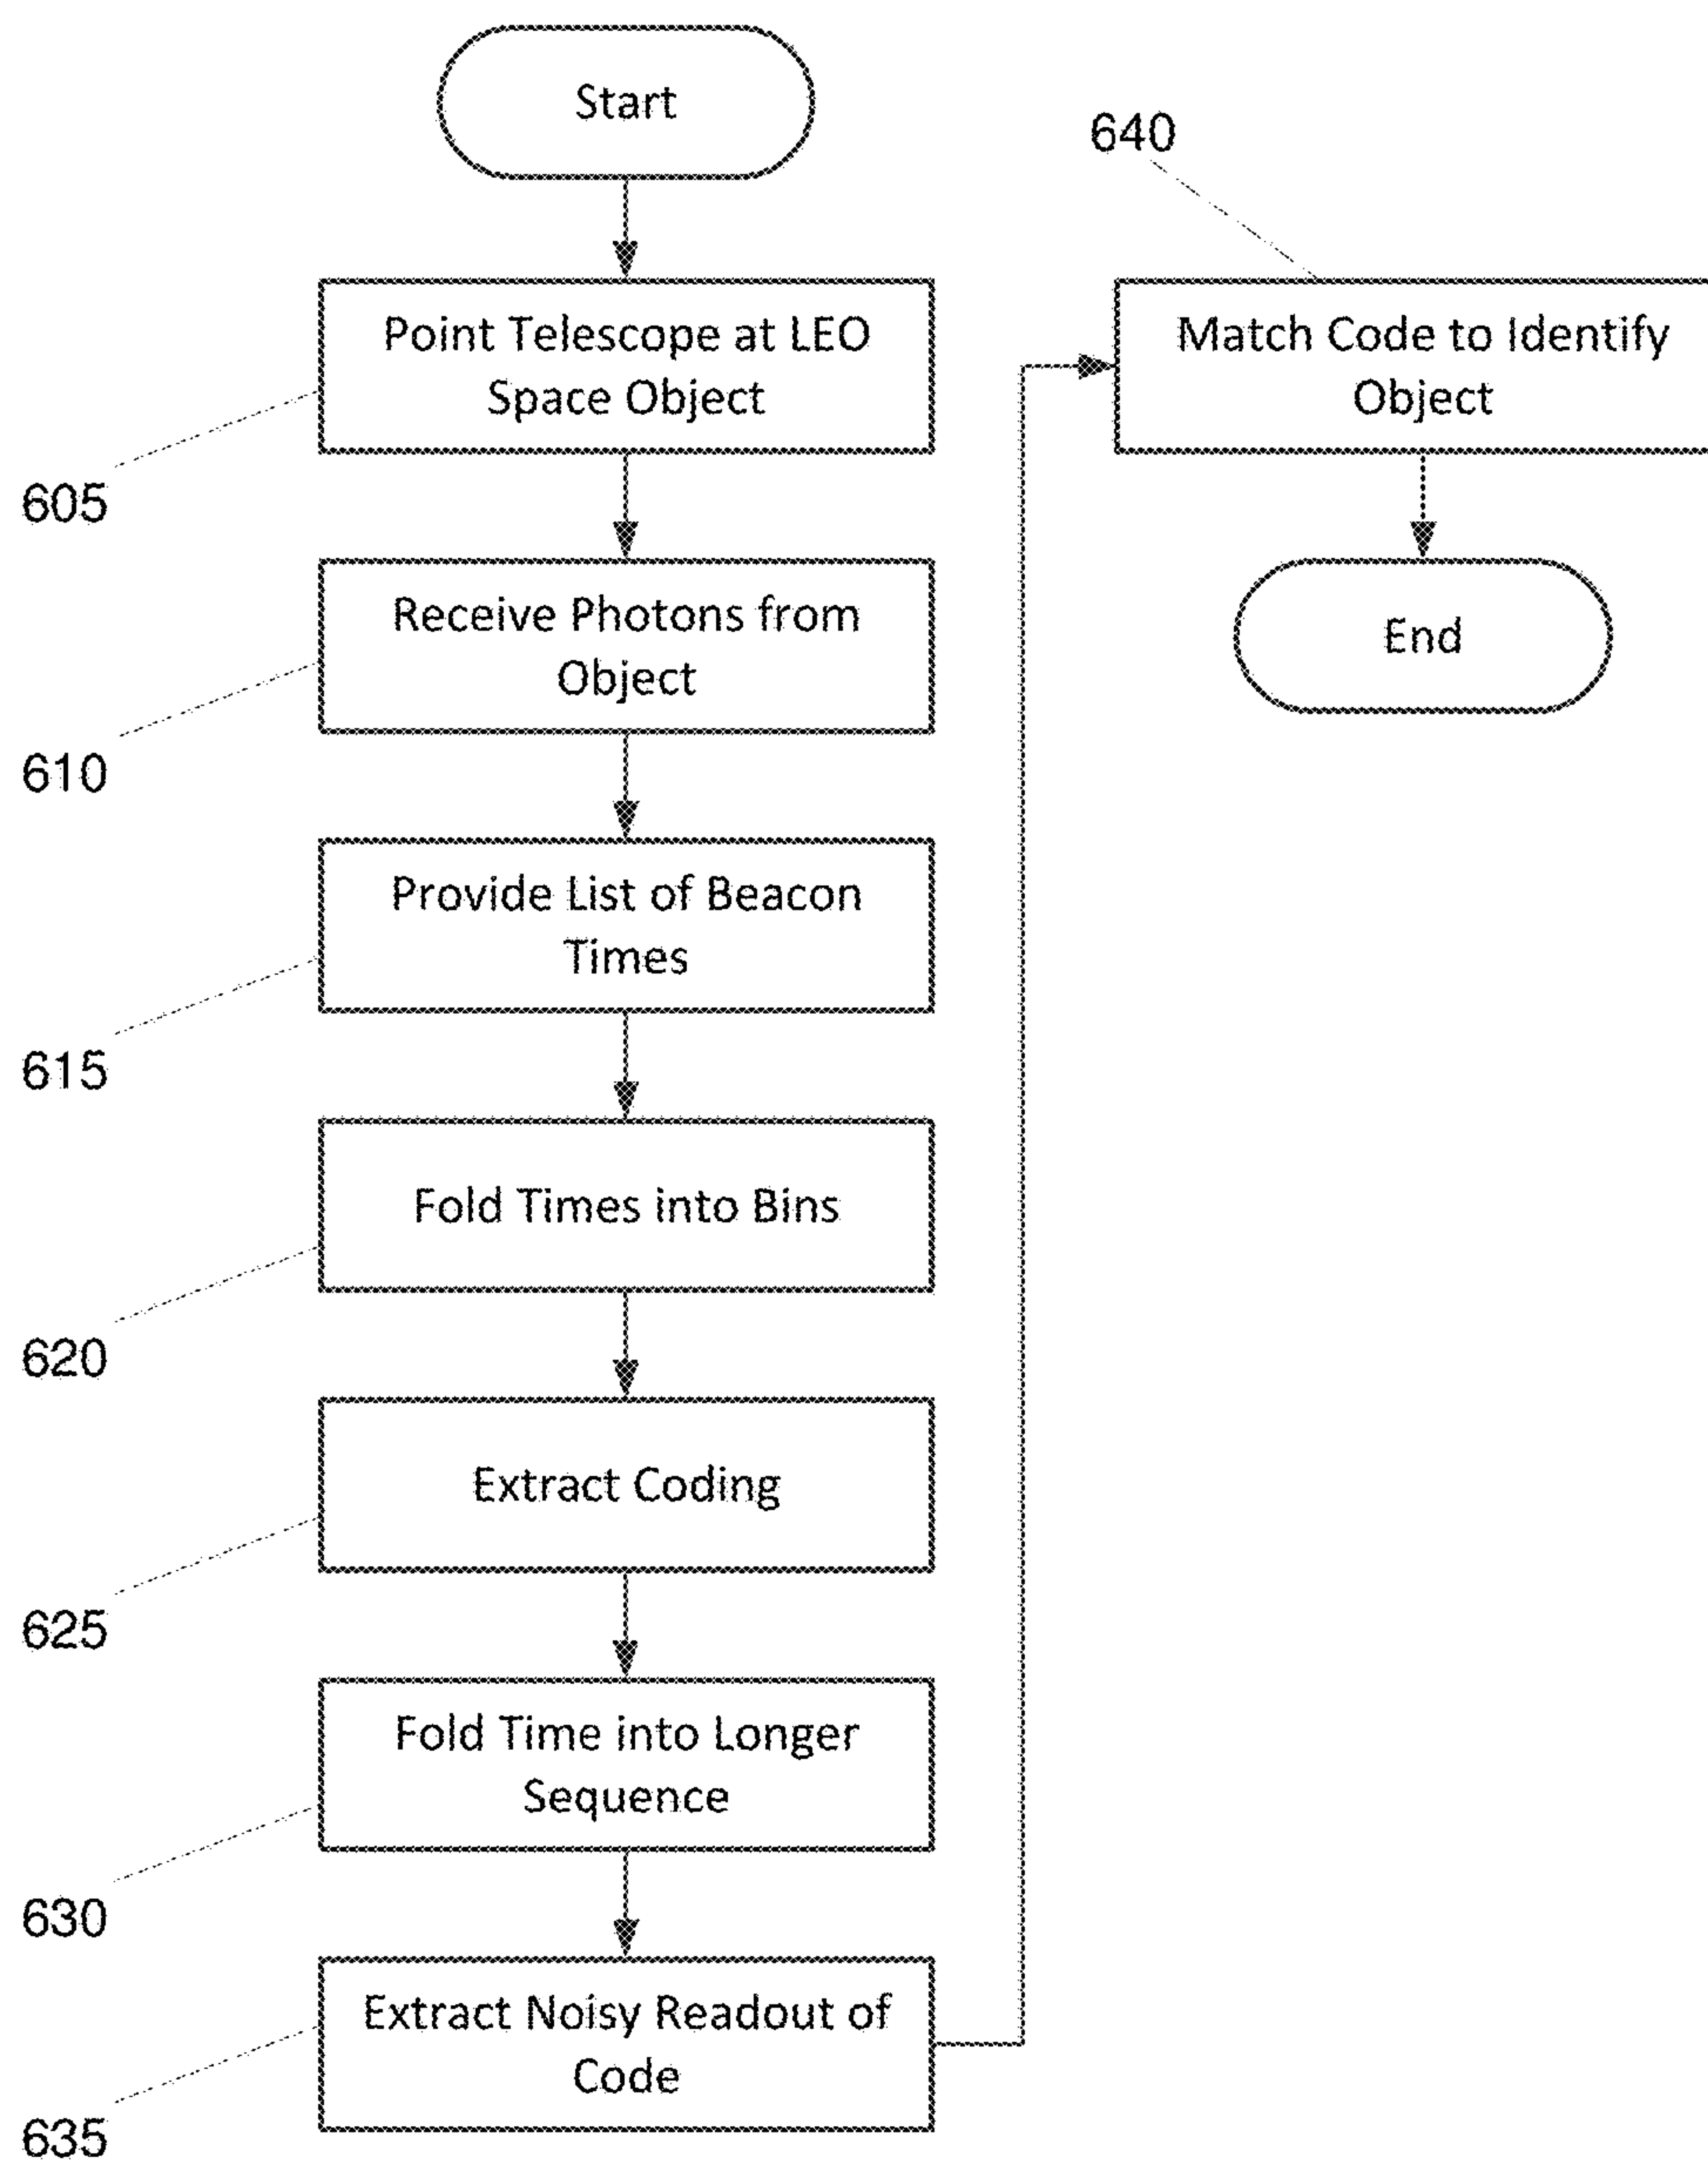 Start
605
Point Telescope at LEO
Space Object
610
Receive Photons from
Object
615
Provide List of Beacon
Times
620
Fold Times into Bins
625
Extract Coding
630
Fold Time into Longer
Sequence
635
Extract Noisy Readout of
Code
640
Match Code to Identify
Object
End